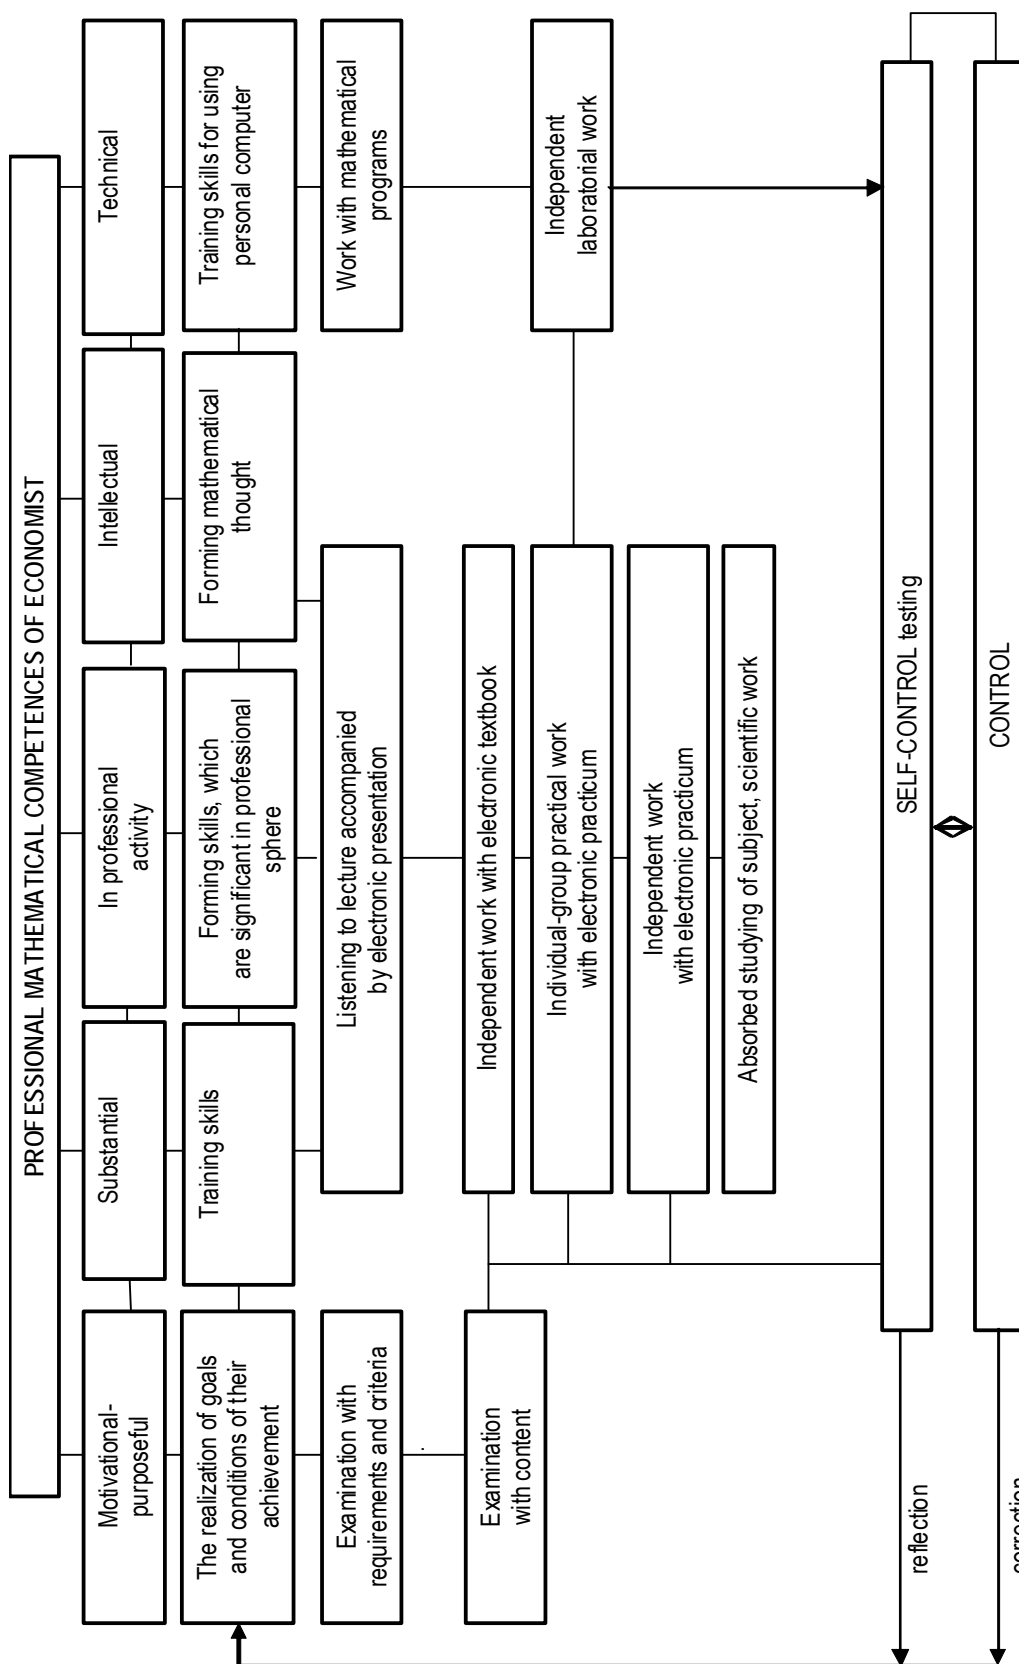 PROFESSIONAL MATHEMATICAL COMPETENCES OF ECONOMIST
Motivational-
purposeful
Substantial
In professional
activity
Intellectual
Technical
The realization of goals
and conditions of their
achievement
Training skills
Forming skills, which
are significant in professional
sphere
Forming mathematical
thought
Training skills for using
personal computer
Examination with
requirements and criteria
Listening to lecture accompanied
by electronic presentation
Work with mathematical
programs
Examination
with content
Independent work with electronic textbook
Individual-group practical work
with electronic practicum
Independent
laboratorial work
Independent work
with electronic practicum
Absorbed studying of subject, scientific work
SELF-CONTROL testing
reflection
CONTROL
correction